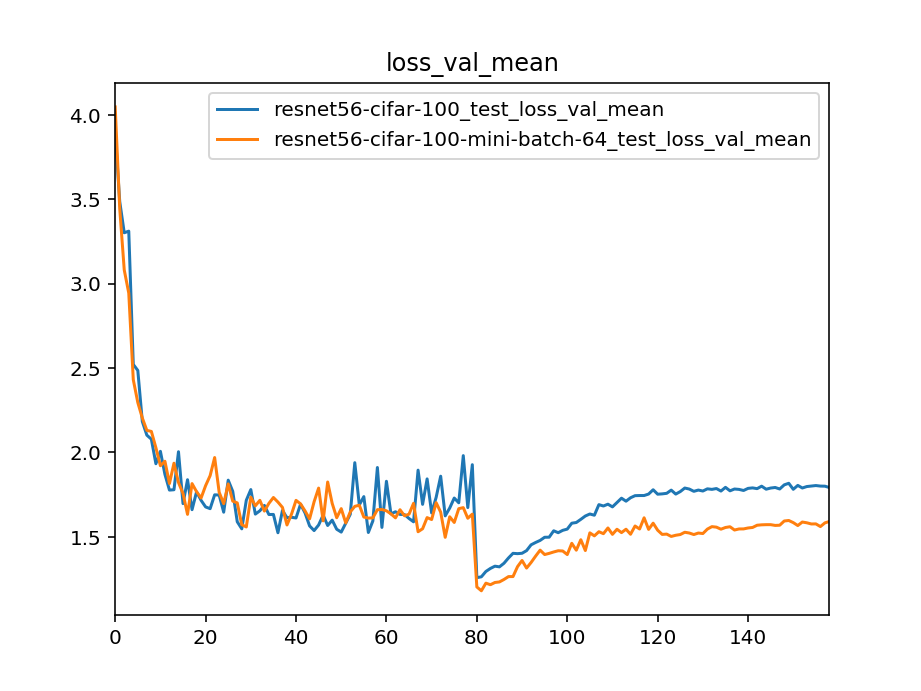 loss_val_mean
resnet56-cifar-100_test_loss_val_mean
resnet56-cifar-100-mini-batch-64_test_loss_val_mean
4.0
3.5
3.0
2.5
2.0
1.5
0 20 40 60 80 100 120 140